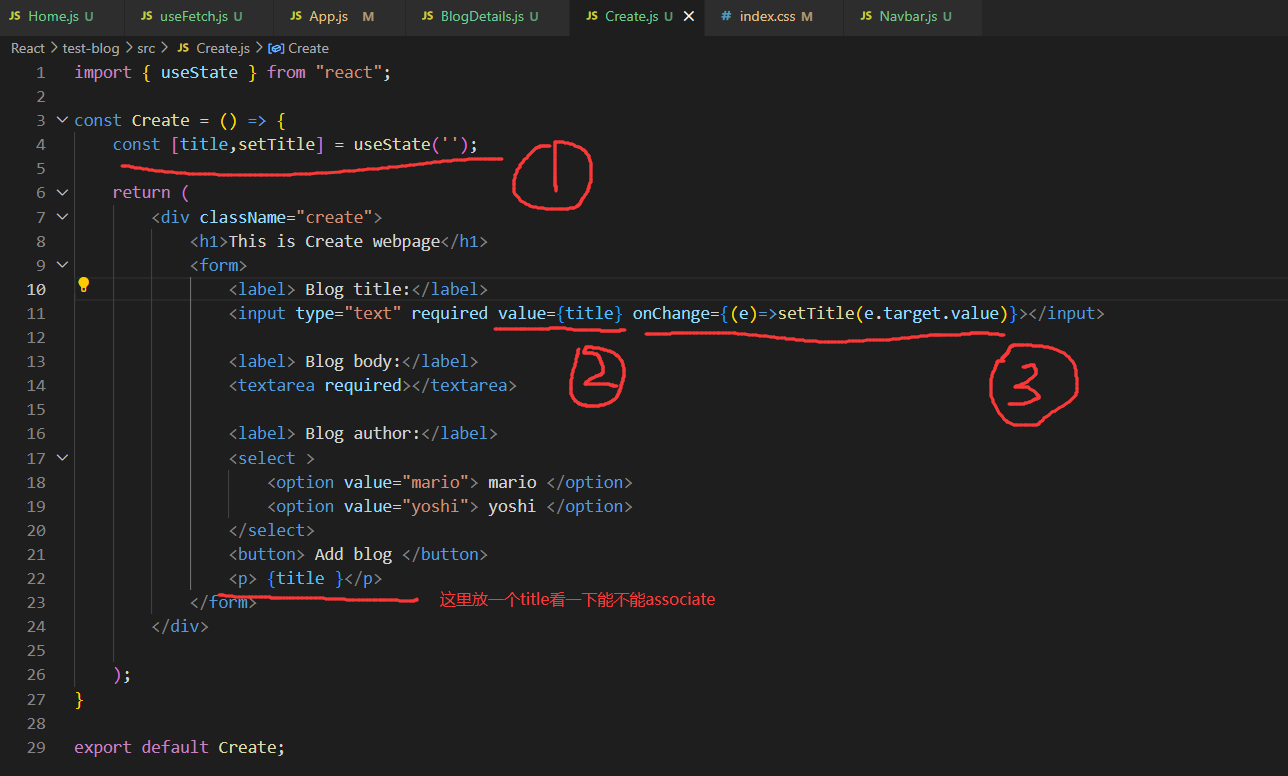 JS Home.js U JS useFetch.js U JS App.js M JS BlogDetails.js U JS Create.js U # index.css M JS Navbar.js U
React > test-blog > src > JS Create.js > Create
1 import { useState } from "react";
2
3 const Create = () => {
4 const [title,setTitle] = useState('');
①
5
6 return (
7 <div className="create">
8 <h1>This is Create webpage</h1>
9 <form>
10 <label> Blog title:</label>
11 <input type="text" required value={title} onChange={(e)=>setTitle(e.target.value)}></input>
12
② ③
13 <label> Blog body:</label>
14 <textarea required></textarea>
15
16 <label> Blog author:</label>
17 <select >
18 <option value="mario"> mario </option>
19 <option value="yoshi"> yoshi </option>
20 </select>
21 <button> Add blog </button>
22 <p> {title }</p>
这里放一个title看一下能不能associate
23 </form>
24 </div>
25
26 );
27 }
28
29 export default Create;